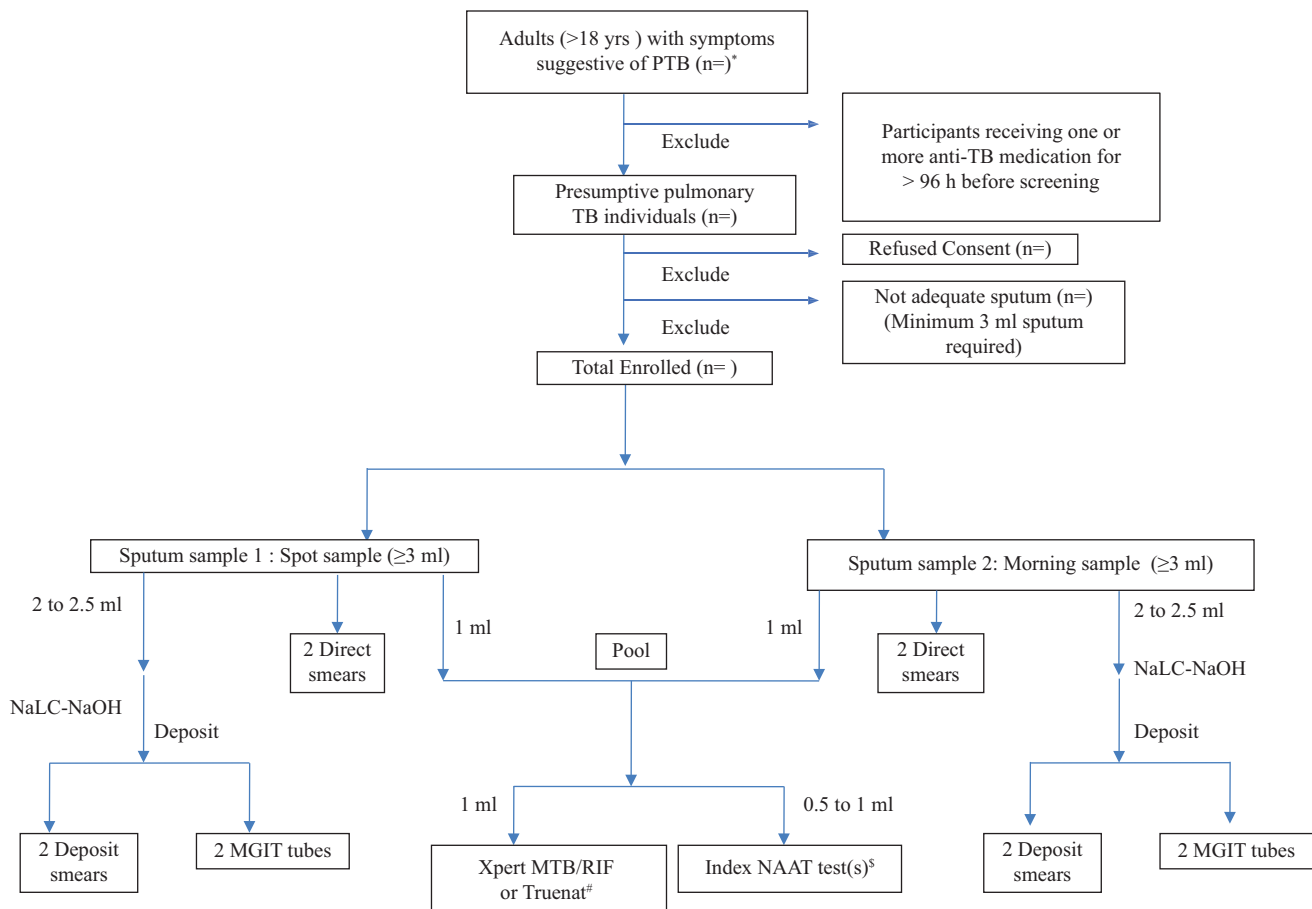 Adults (>18 yrs ) with symptoms
suggestive of PTB (n=)*
Exclude
Participants receiving one or
more anti-TB medication for
> 96 h before screening
Presumptive pulmonary
TB individuals (n=)
Refused Consent (n=)
Exclude
Not adequate sputum (n=)
(Minimum 3 ml sputum
required)
Exclude
Total Enrolled (n= )
Sputum sample 1 : Spot sample (≥3 ml)
Sputum sample 2: Morning sample (≥3 ml)
2 to 2.5 ml
2 Direct
smears
1 ml
Pool
1 ml
2 Direct
smears
2 to 2.5 ml
NaLC-NaOH
Deposit
NaLC-NaOH
Deposit
1 ml
0.5 to 1 ml
2 Deposit
smears
2 MGIT tubes
Xpert MTB/RIF
or Truenat#
Index NAAT test(s)$
2 Deposit
smears
2 MGIT tubes